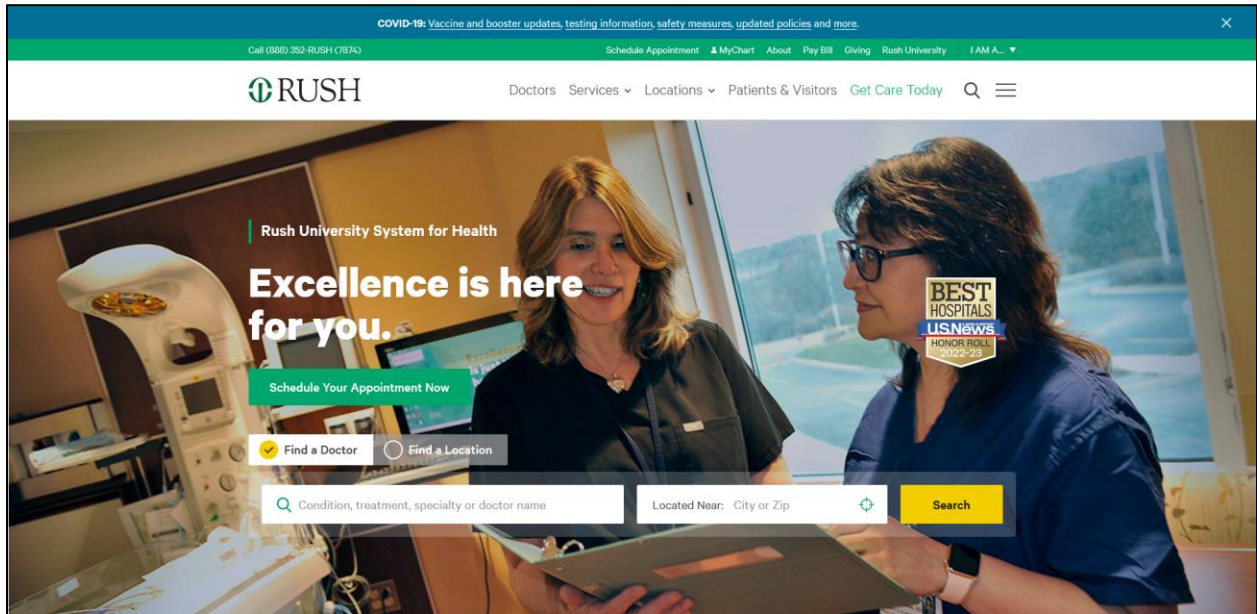 COVID-19: Vaccine and booster updates, testing information, safety measures, updated policies and more.
Call (888) 352-RUSH (7874)
Schedule Appointment MyChart About Pay Bill Giving Rush University I AM A...
RUSH
Doctors Services Locations Patients & Visitors Get Care Today
Rush University System for Health
Excellence is here
for you.
BEST
HOSPITALS
U.S.News
HONOR ROLL
2022-23
Schedule Your Appointment Now
Find a Doctor Find a Location
Condition, treatment, specialty or doctor name Located Near: City or Zip Search